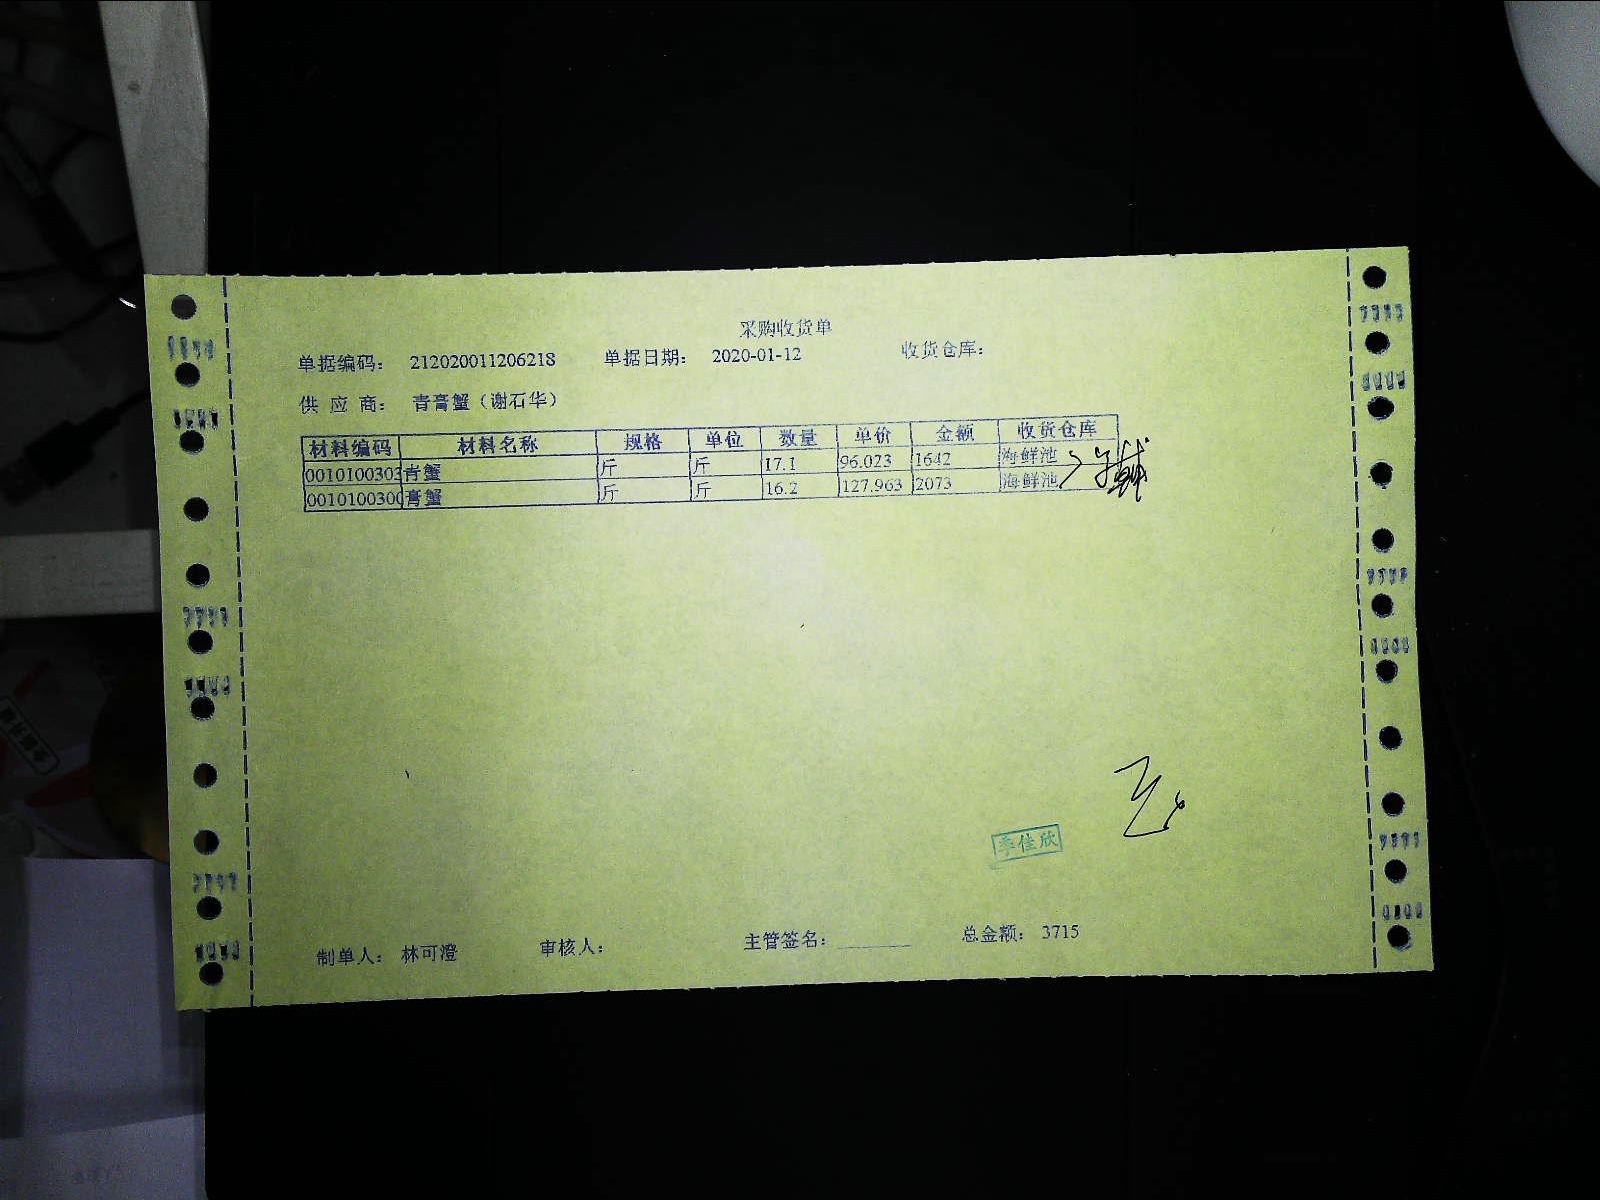 采购收货单
单据编码: 212020011206218 单据日期: 2020-01-12 收货仓库:
供应商: 青膏蟹(谢石华)
材料编码 材料名称 规格 单位 数量 单价 金额 收货仓库
0010100303 青蟹 斤 斤 17.1 96.023 1642 海鲜池
0010100300 膏蟹 斤 斤 16.2 127.963 2073 海鲜池
李佳欣
制单人: 林可澄 审核人: 主管签名: 总金额: 3715